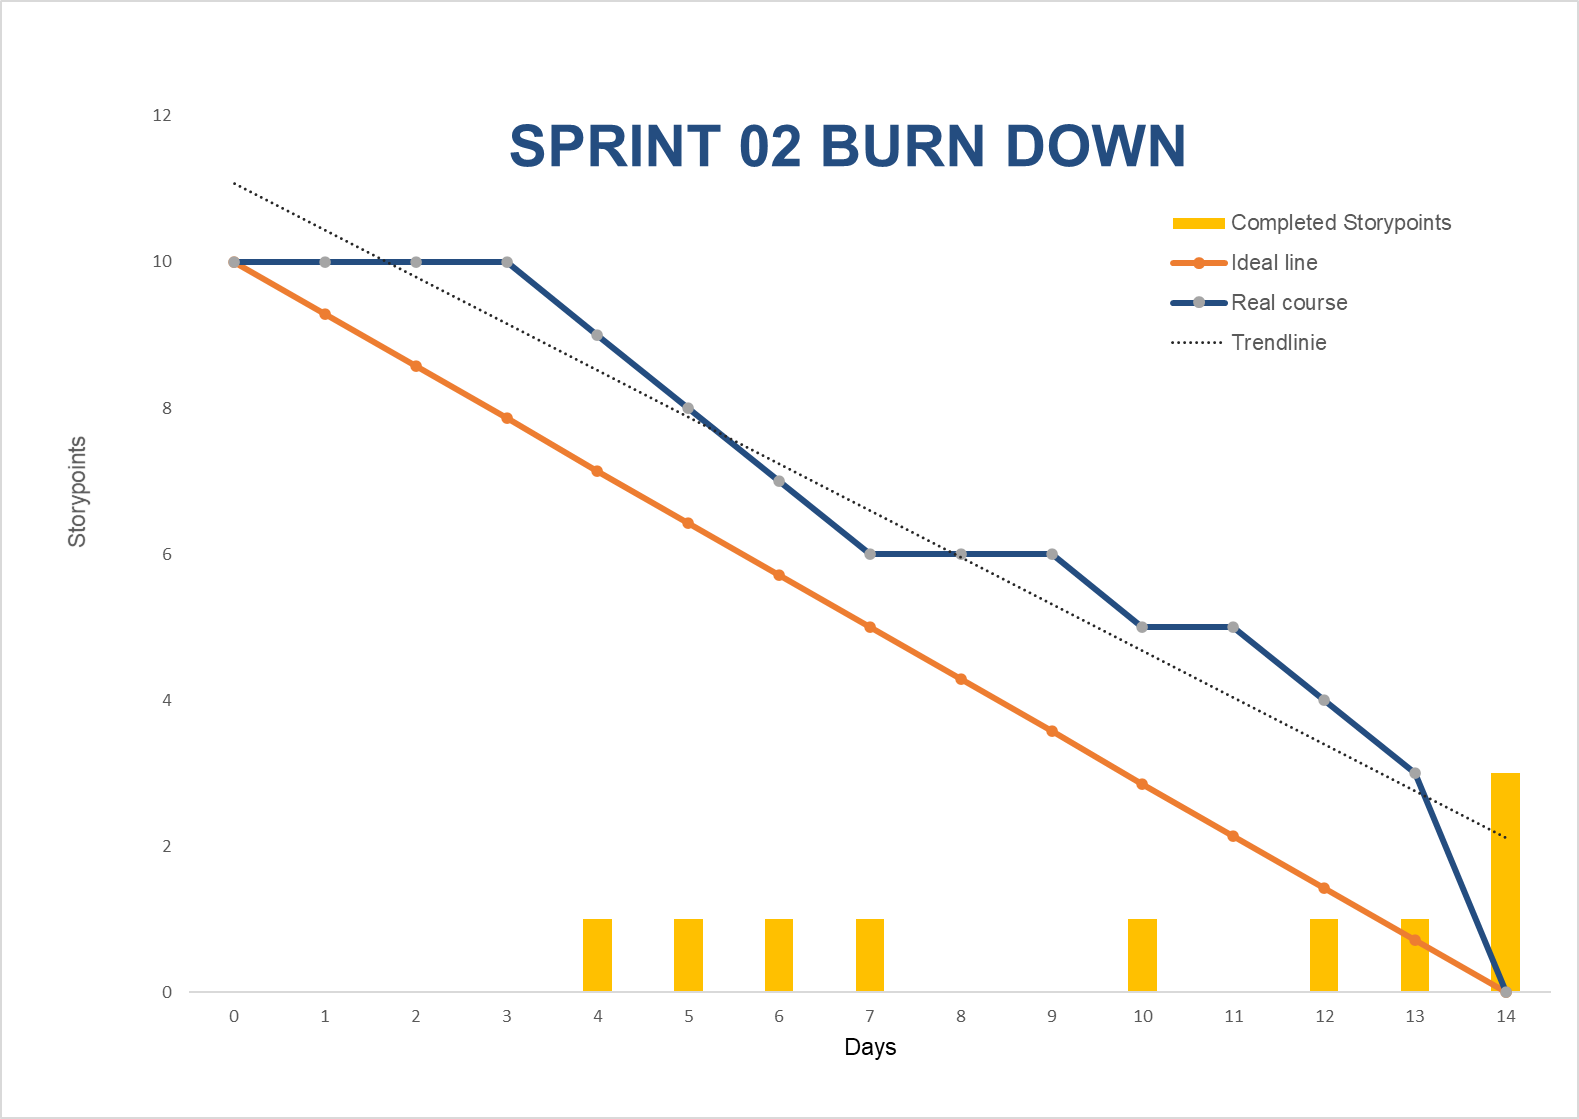 SPRINT 02 BURN DOWN
12
10
8
6
4
2
0
Storypoints
Completed Storypoints
Ideal line
Real course
Trendlinie
0 1 2 3 4 5 6 7 8 9 10 11 12 13 14
Days